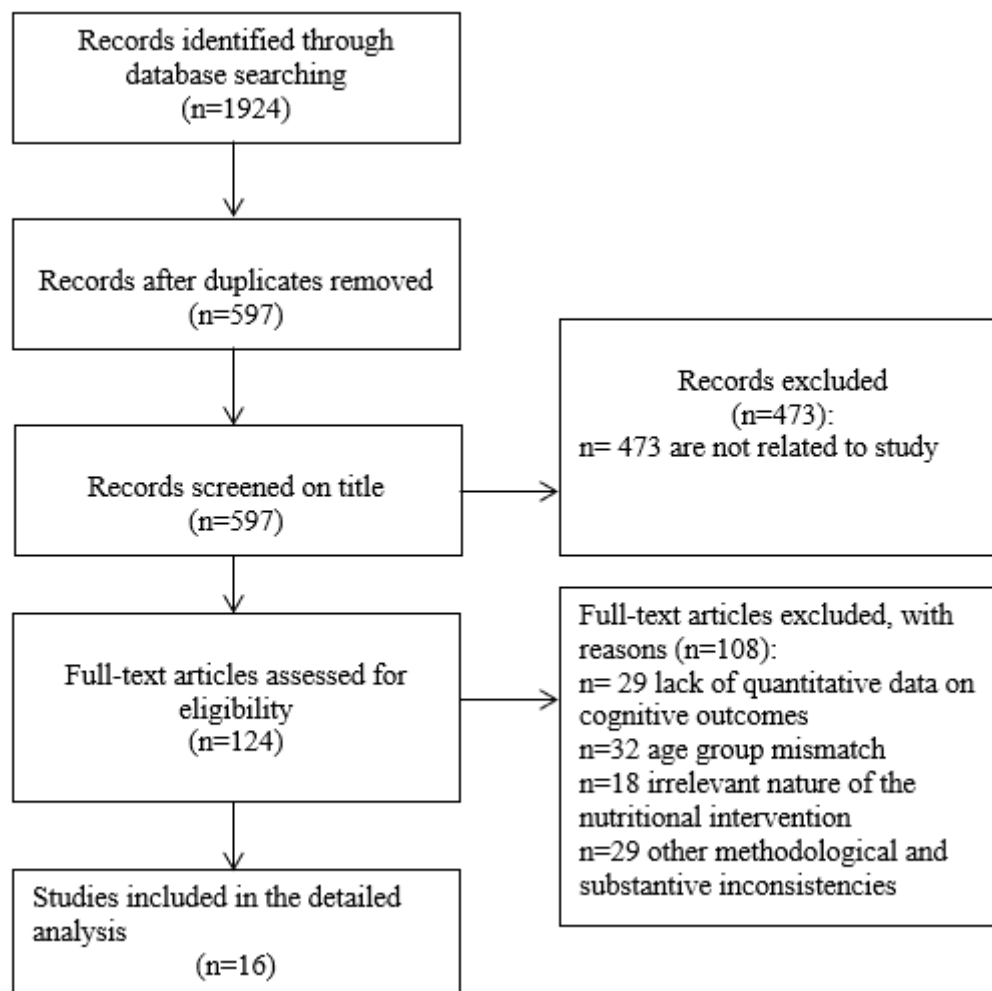 Records identified through
database searching
(n=1924)
Records after duplicates removed
(n=597)
Records screened on title
(n=597)
Records excluded
(n=473):
n= 473 are not related to study
Full-text articles assessed for
eligibility
(n=124)
Full-text articles excluded, with
reasons (n=108):
n= 29 lack of quantitative data on
cognitive outcomes
n=32 age group mismatch
n=18 irrelevant nature of the
nutritional intervention
n=29 other methodological and
substantive inconsistencies
Studies included in the detailed
analysis
(n=16)